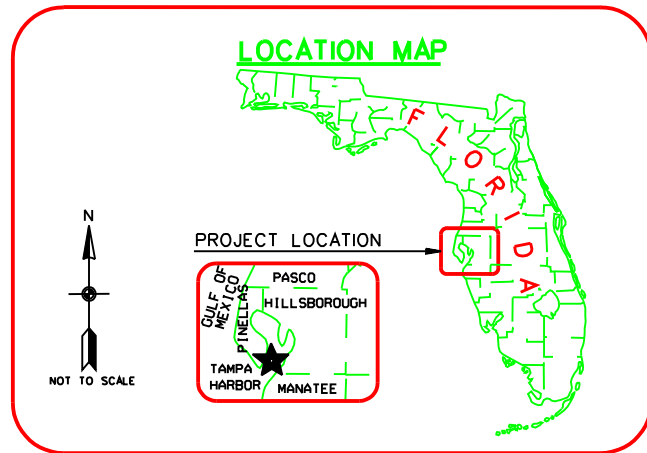 LOCATION MAP
FLORIDA
N
PROJECT LOCATION
PASCO
GULF OF
MEXICO
PINELLAS
HILLSBOROUGH
TAMPA
HARBOR
MANATEE
NOT TO SCALE